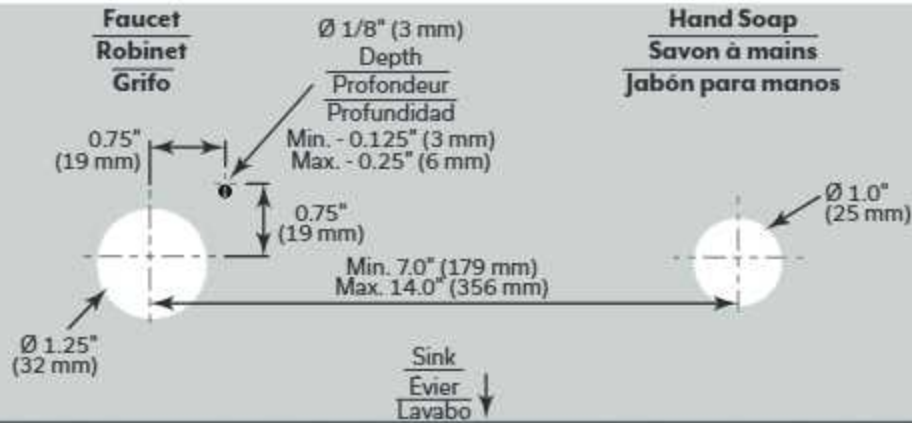 Faucet
Robinet
Grifo
Ø 1/8" (3 mm)
Depth
Profondeur
Profundidad
Min. - 0.125" (3 mm)
Max. - 0.25" (6 mm)
Hand Soap
Savon à mains
Jabón para manos
0.75"
(19 mm)
0.75"
(19 mm)
Ø 1.0"
(25 mm)
Min. 7.0" (179 mm)
Max. 14.0" (356 mm)
Ø 1.25"
(32 mm)
Sink
Évier
Lavabo